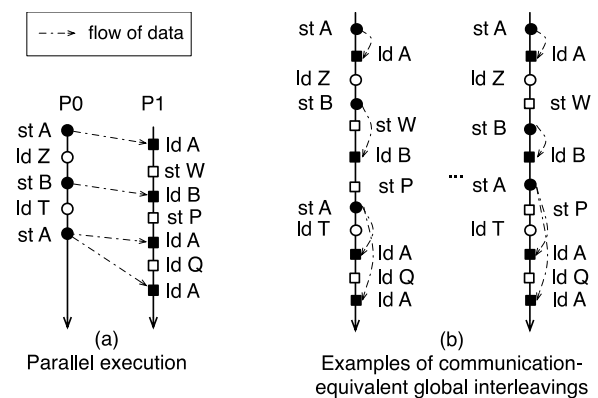 flow of data
P0
P1
st A
ld Z
st B
ld T
st A
ld A
st W
ld B
st P
ld A
ld Q
ld A
(a)
Parallel execution
st A
ld A
ld Z
st B
st W
ld B
st P
st A
ld T
ld A
ld Q
ld A
...
st A
ld A
ld Z
st W
st B
ld B
st A
st P
ld T
ld A
ld Q
ld A
(b)
Examples of communication-
equivalent global interleavings